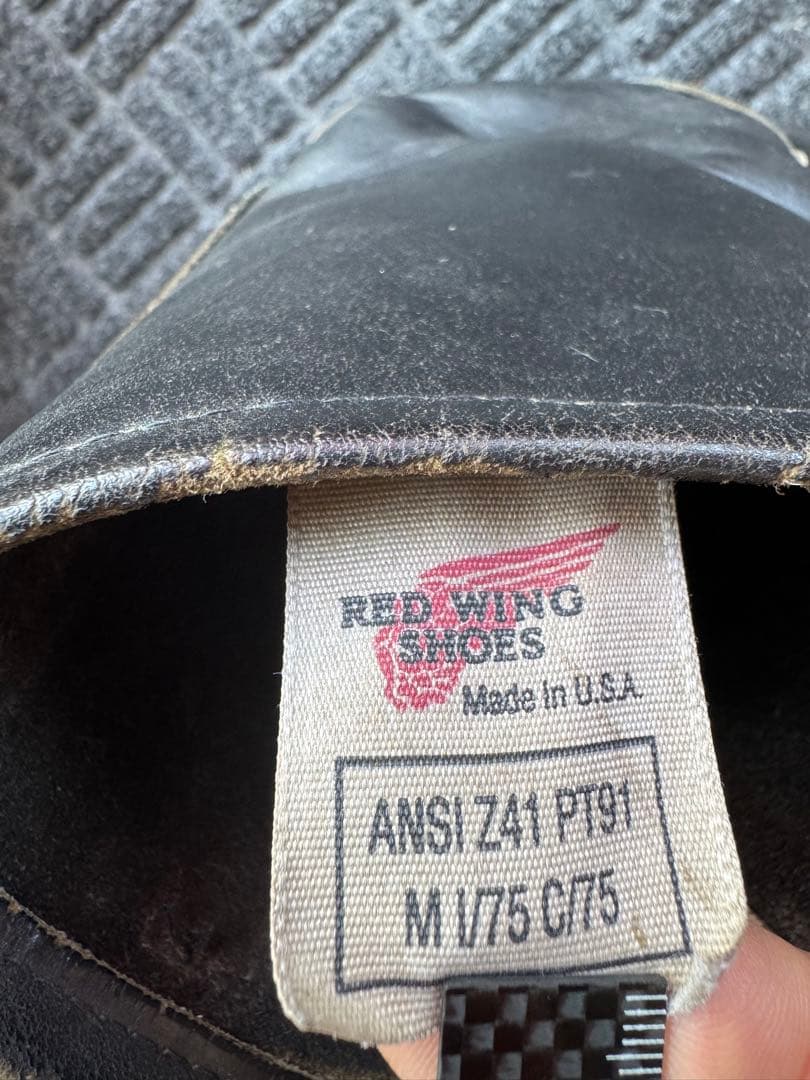 RED WING
SHOES
Made in U.S.A.
ANSI Z41 PT91
M I/75 C/75